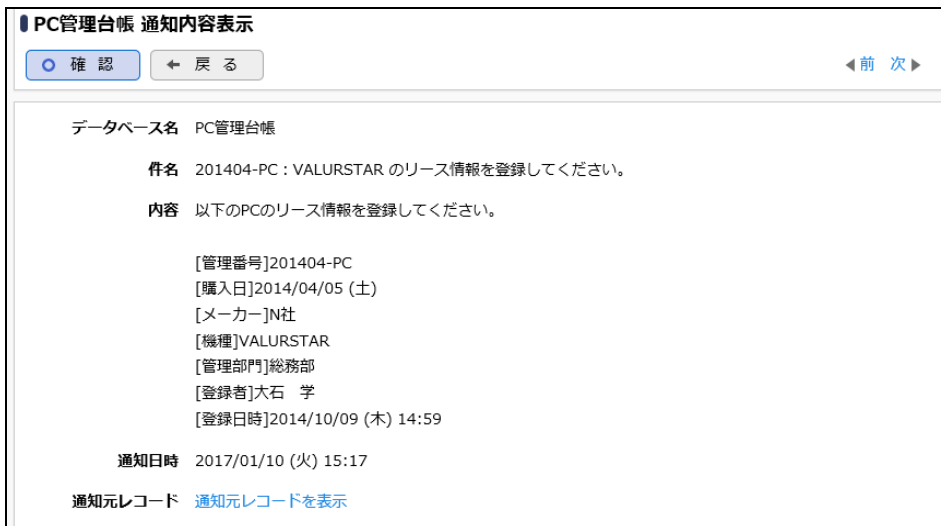 PC管理台帳 通知内容表示
確 認 戻 る 前 次
データベース名 PC管理台帳
件名 201404-PC : VALURSTAR のリース情報を登録してください。
内容 以下のPCのリース情報を登録してください。
[管理番号]201404-PC
[購入日]2014/04/05 (土)
[メーカー]N社
[機種]VALURSTAR
[管理部門]総務部
[登録者]大石　学
[登録日時]2014/10/09 (木) 14:59
通知日時 2017/01/10 (火) 15:17
通知元レコード 通知元レコードを表示